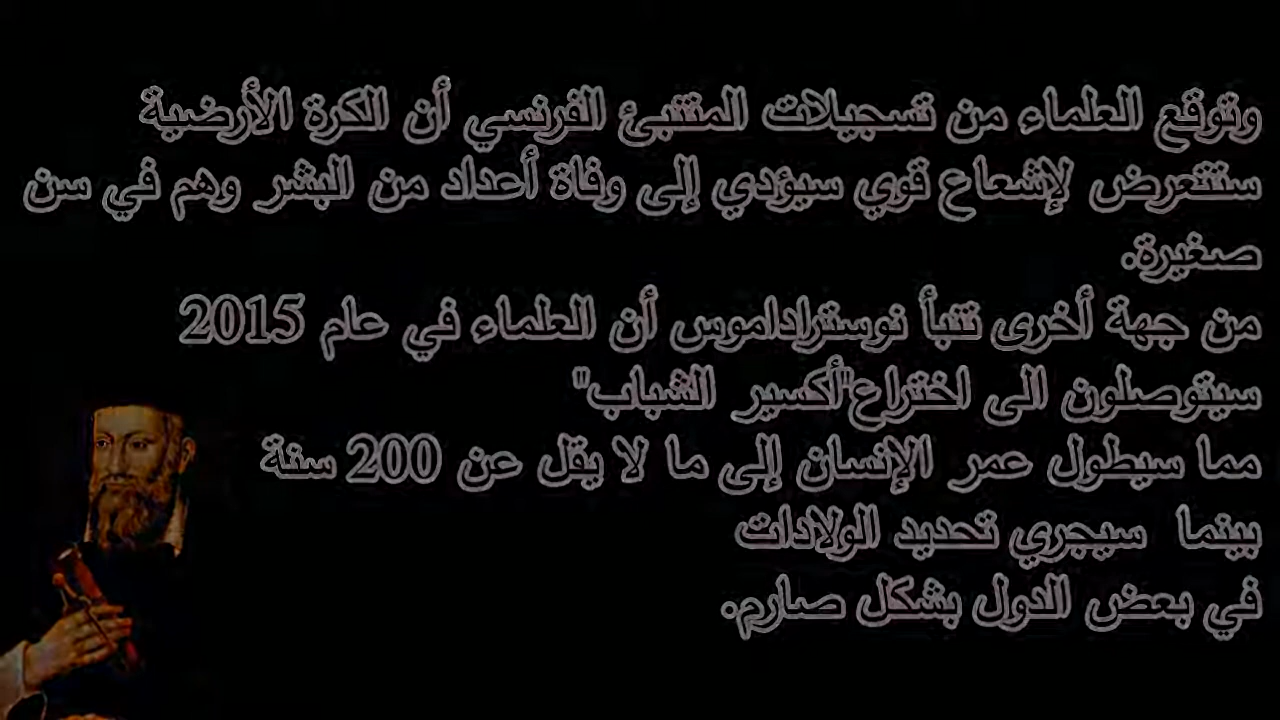 وتوقع العلماء من تسجيلات المتنبئ الفرنسي أن الكرة الأرضية
ستتعرض لإشعاع قوي سيؤدي إلى وفاة أعداد من البشر وهم في سن
صغيرة.
من جهة أخرى تنبأ نوستراداموس أن العلماء في عام 2015
سيتوصلون الى اختراع"أكسير الشباب"
مما سيطول عمر الإنسان إلى ما لا يقل عن 200 سنة
بينما سيجري تحديد الولادات
في بعض الدول بشكل صارم.